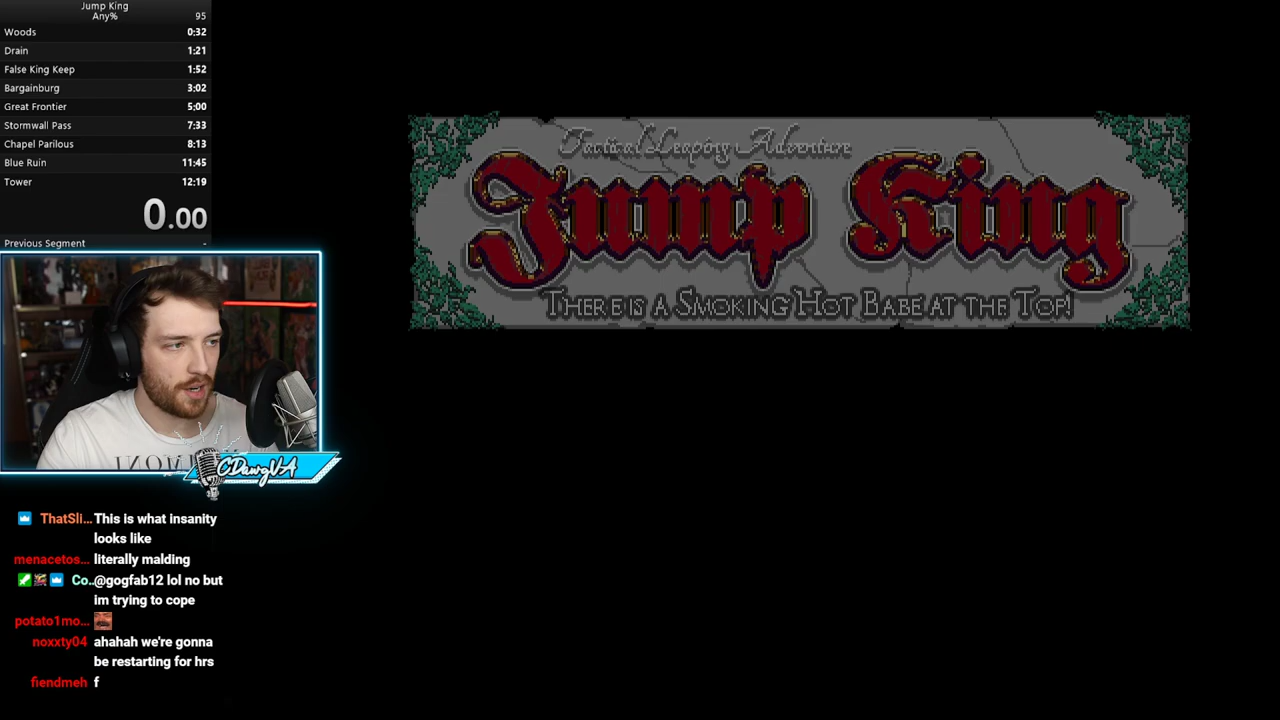 Jump King
Any% 95
Woods 0:32
Drain 1:21
False King Keep 1:52
Bargainburg 3:02
Great Frontier 5:00
Stormwall Pass 7:33
Chapel Parilous 8:13
Blue Ruin 11:45
Tower 12:19
0.00
Previous Segment -
Tactical Leaping Adventure
Jump King
There is a Smoking Hot Babe at the Top!
CDawgVA
ThatSli... This is what insanity
looks like
menacetos... literally malding
Co.. @gogfab12 lol no but
im trying to cope
potato1mo...
noxxty04 ahahah we're gonna
be restarting for hrs
fiendmeh f